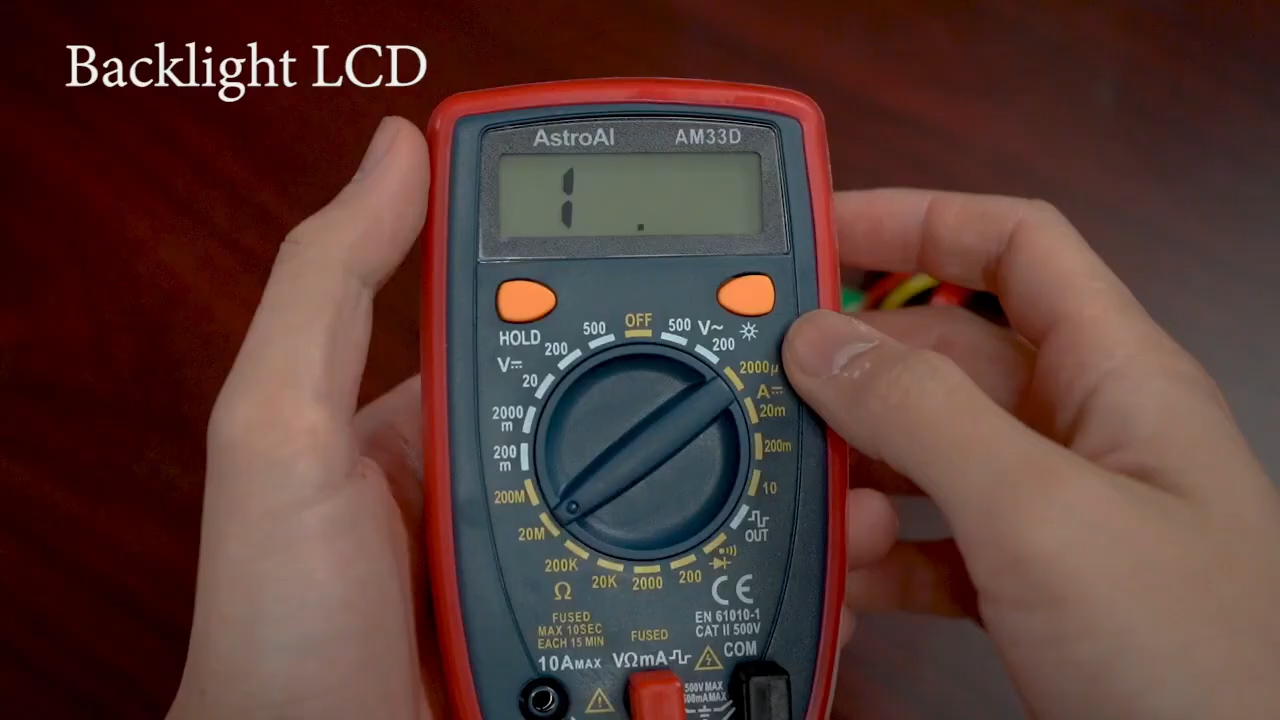 Backlight LCD
AstroAI AM33D
1 .
HOLD
500 OFF 500 V~
V⎓ 200 200
20 2000μ
A⎓
2000
m 20m
200
m 200m
200M 10
20M OUT
200K 20K 2000 200
Ω CE
FUSED
MAX 10SEC
EACH 15 MIN
FUSED
EN 61010-1
CAT II 500V
10AMAX VΩmA COM
500V MAX